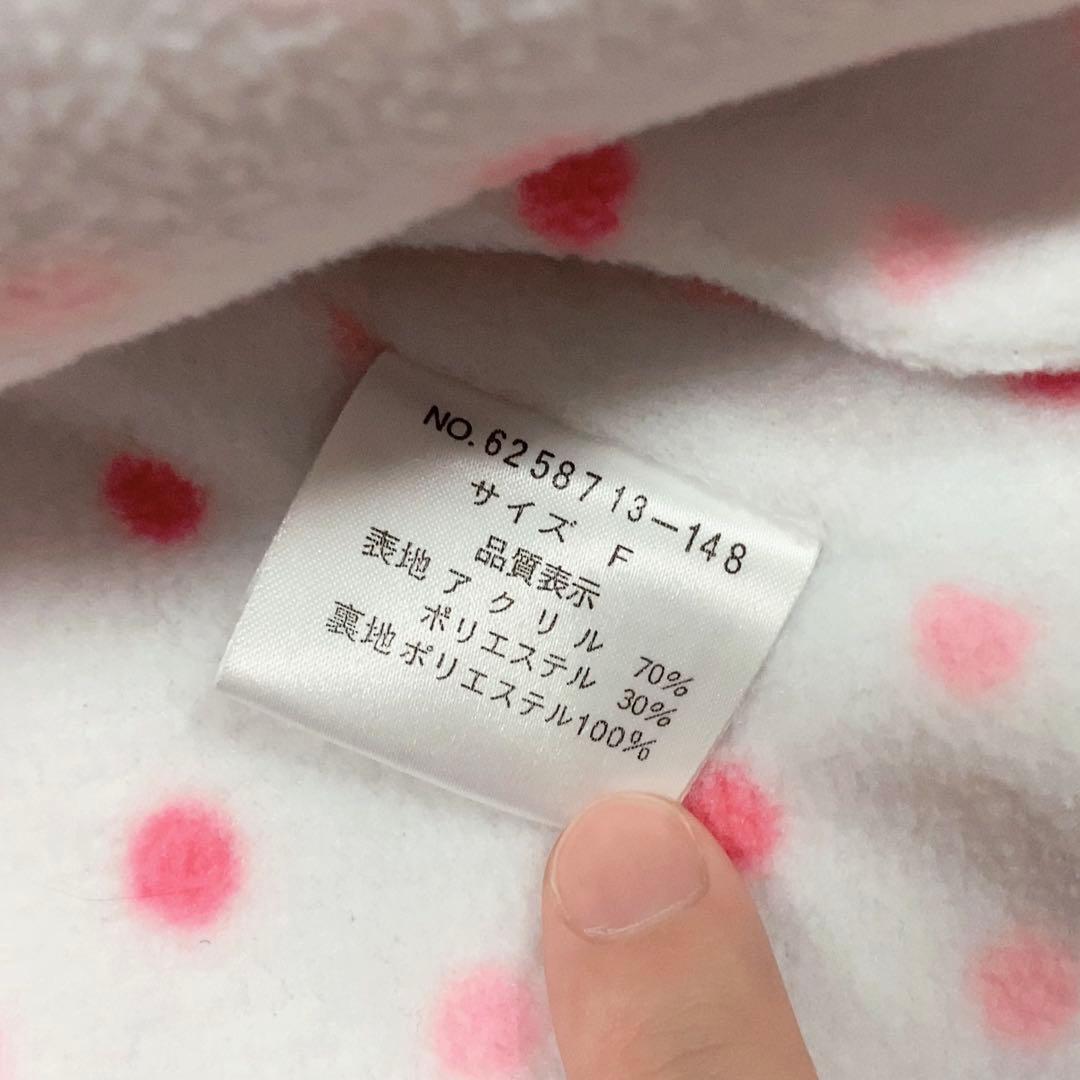 NO.6258713-148
サイズ F
品質表示
表地 アクリル 70%
ポリエステル 30%
裏地 ポリエステル100%